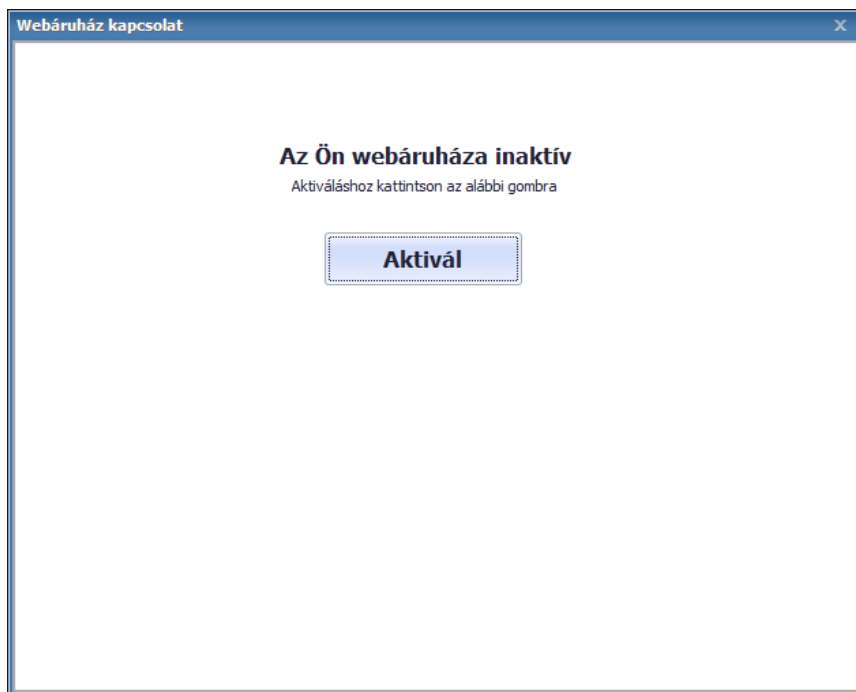 Webáruház kapcsolat
Az Ön webáruháza inaktív
Aktiváláshoz kattintson az alábbi gombra
Aktivál